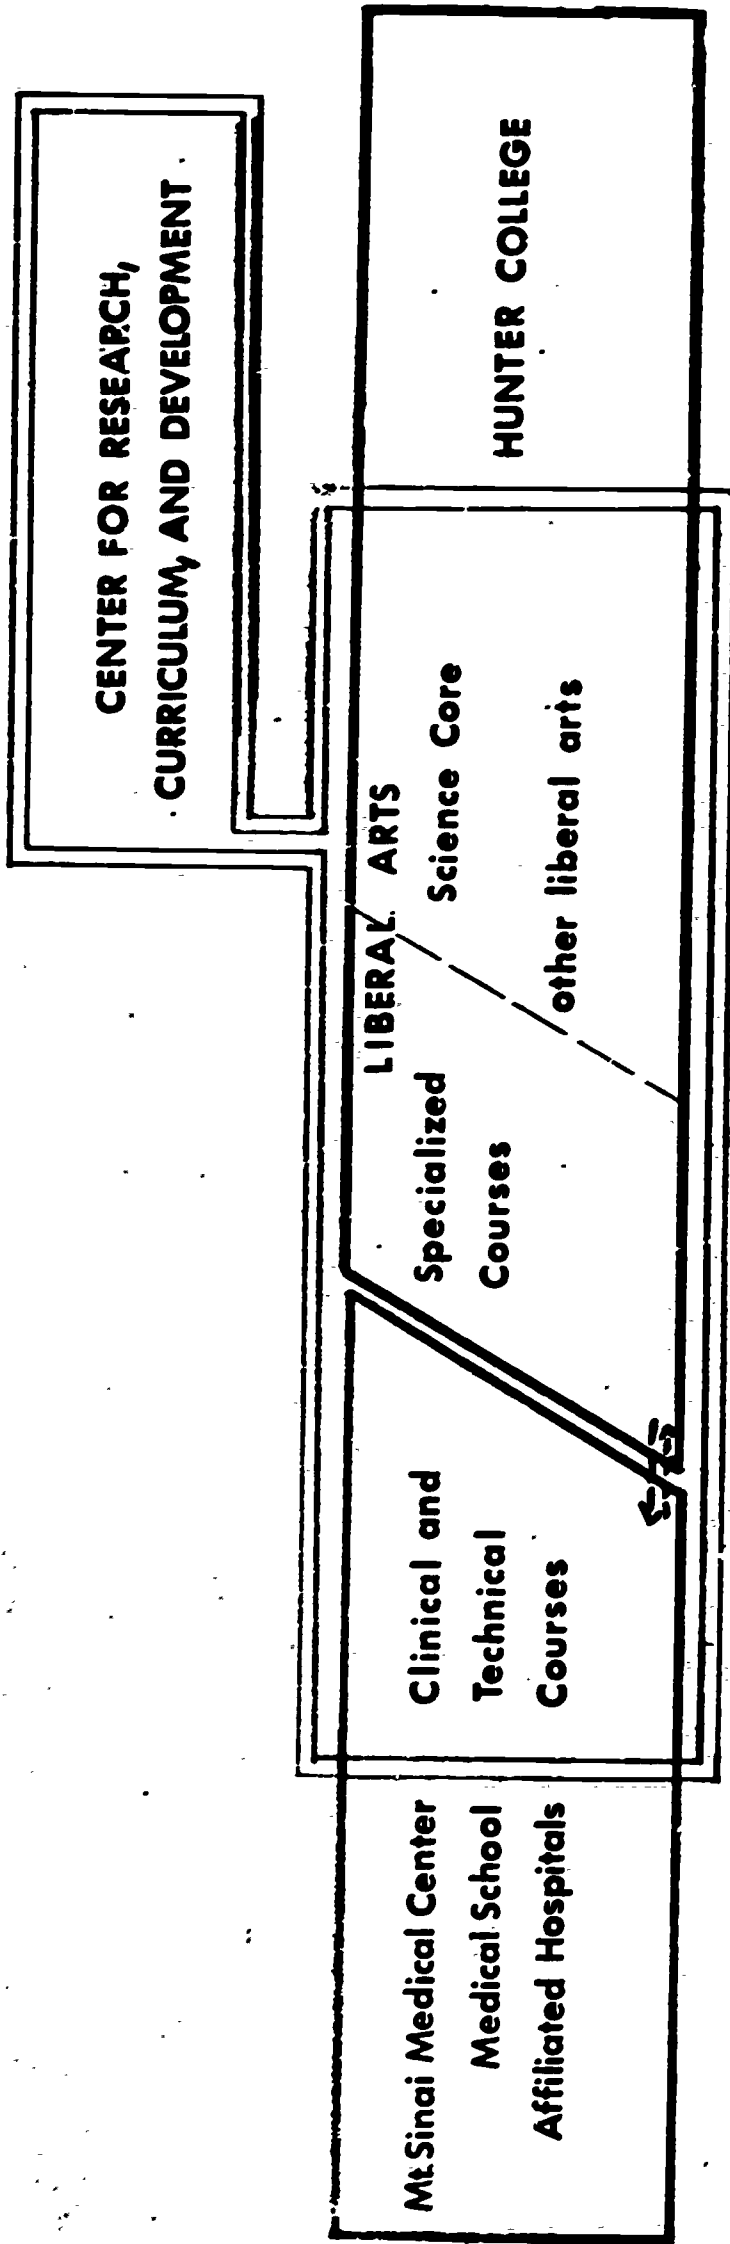 CENTER FOR RESEARCH,
CURRICULUM, AND DEVELOPMENT
Mt. Sinai Medical Center
Medical School
Affiliated Hospitals
Clinical and
Technical
Courses
Specialized
Courses
LIBERAL ARTS
Science Core
other liberal arts
HUNTER COLLEGE